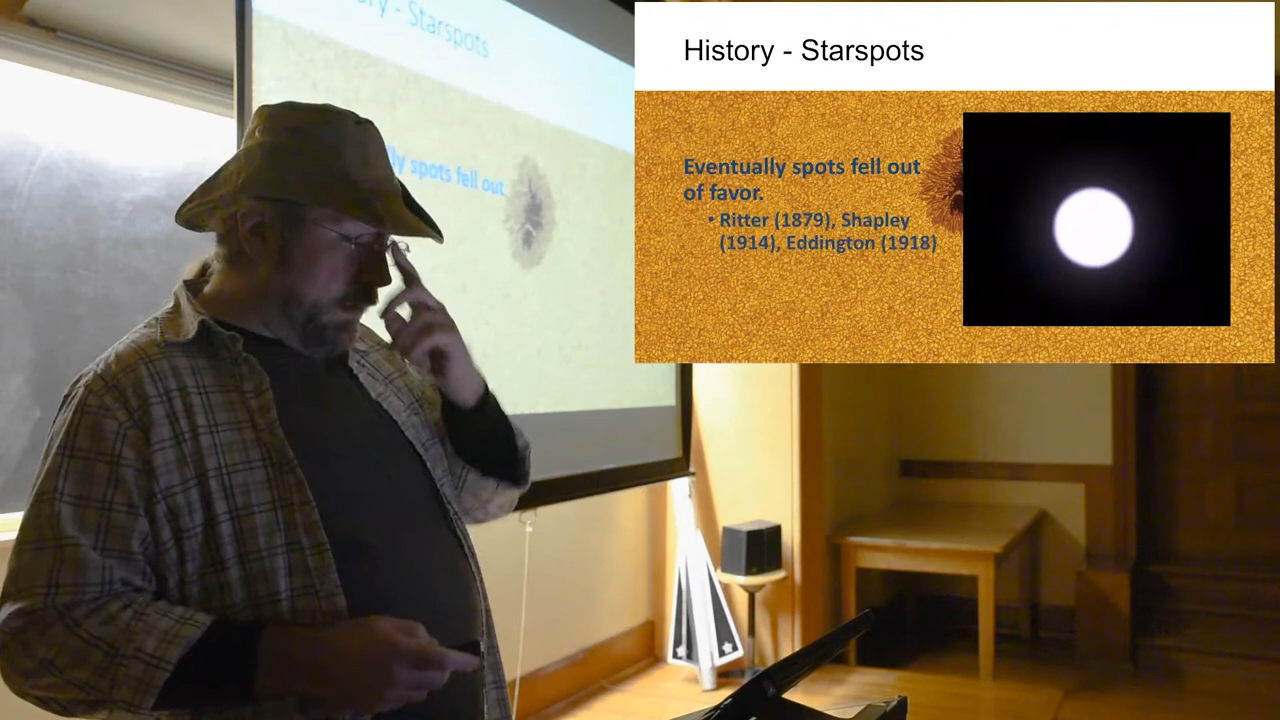 ry - Starspots
ly spots fell out
History - Starspots
Eventually spots fell out
of favor.
• Ritter (1879), Shapley
(1914), Eddington (1918)